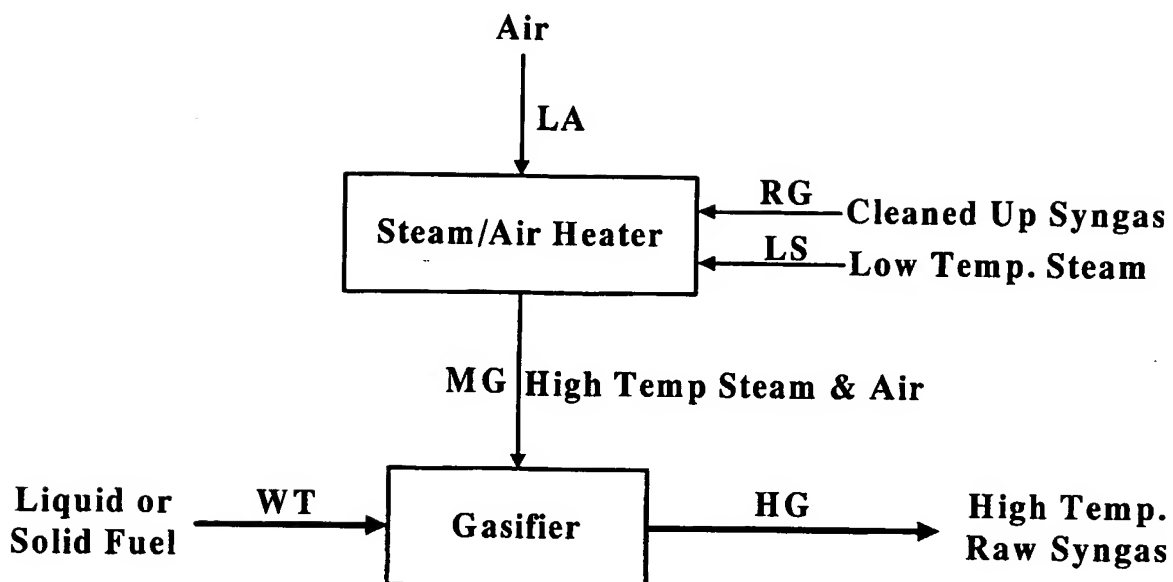 Air
LA
RG
Cleaned Up Syngas
Steam/Air Heater
LS
Low Temp. Steam
MG
High Temp Steam & Air
Liquid or
Solid Fuel
WT
Gasifier
HG
High Temp.
Raw Syngas